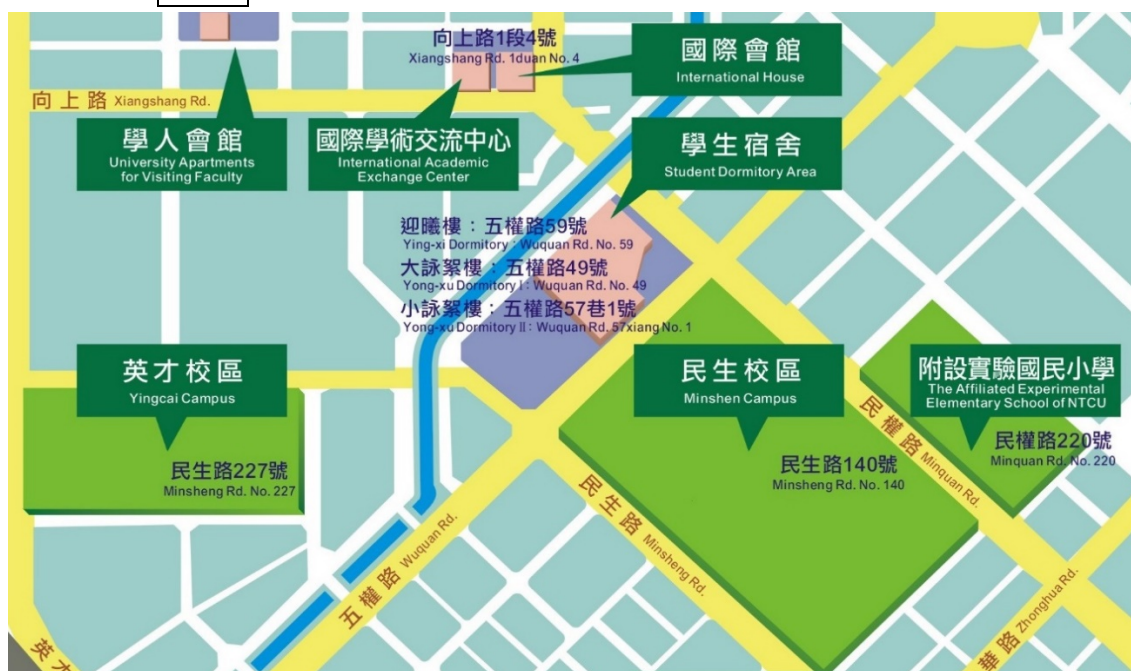 向上路1段4號
Xiangshang Rd. 1duan No. 4
國際會館
International House
向上路 Xiangshang Rd.
學人會館
University Apartments
for Visiting Faculty
國際學術交流中心
International Academic
Exchange Center
學生宿舍
Student Dormitory Area
迎曦樓：五權路59號
Ying-xi Dormitory：Wuquan Rd. No. 59
大詠絮樓：五權路49號
Yong-xu Dormitory I：Wuquan Rd. No. 49
小詠絮樓：五權路57巷1號
Yong-xu Dormitory II：Wuquan Rd. 57xiang No. 1
英才校區
Yingcai Campus
民生校區
Minshen Campus
附設實驗國民小學
The Affiliated Experimental
Elementary School of NTCU
民生路227號
Minsheng Rd. No. 227
民生路140號
Minsheng Rd. No. 140
民權路220號
Minquan Rd. No. 220
民權路 Minquan Rd.
五權路 Wuquan Rd.
民生路 Minsheng Rd.
華路 Zhonghua Rd.
英才